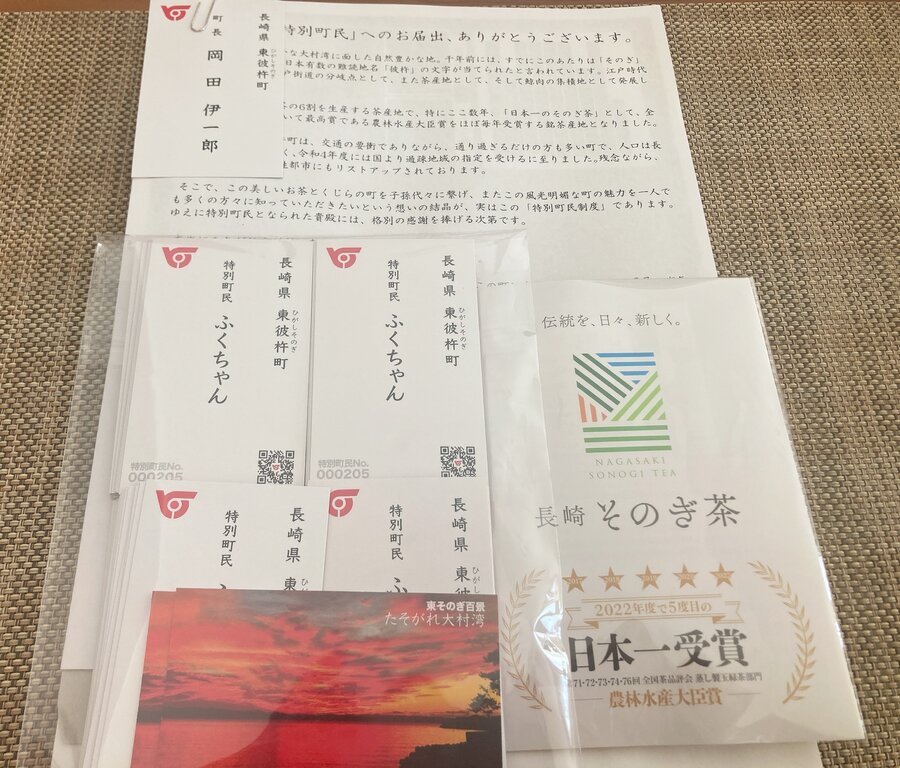 長崎県 東彼杵町
ひがしそのぎ
町長 岡田伊一郎
特別町民」へのお届出、ありがとうございます。
な大村湾に面した自然豊かな地。千年前には、すでにこのあたりは「そのぎ」
日本有数の難読地名「彼杵」の文字が当てられたと言われています。江戸時代
街道の分岐点として、また茶産地として、そして鯨肉の集積地として発展し
の6割を生産する茶産地で、特にここ数年、「日本一のそのぎ茶」として、全
いて最高賞である農林水産大臣賞をほぼ毎年受賞する銘茶産地となりました。
町は、交通の要衝でありながら、通り過ぎるだけの方も多い町で、人口は長
く、令和4年度には国より過疎地域の指定を受けるに至りました。残念ながら、
都市にもリストアップされております。
そこで、この美しいお茶とくじらの町を子孫代々に繋げ、またこの風光明媚な町の魅力を一人で
も多くの方々に知っていただきたいという想いの結晶が、実はこの「特別町民制度」であります。
ゆえに特別町民となられた貴殿には、格別の感謝を捧げる次第です。
長崎県 東彼杵町
ひがしそのぎ
特別町民 ふくちゃん
特別町民No.
000205
長崎県 東彼杵町
ひがしそのぎ
特別町民 ふくちゃん
特別町民No.
000205
長崎県 東
特別町民 ふ
長崎県 東彼
特別町民 ふ
東そのぎ百景
たそがれ大村湾
伝統を、日々、新しく。
NAGASAKI
SONOGI TEA
長崎 そのぎ茶
2022年度で5度目の
日本一受賞
71・72・73・74・76回 全国茶品評会 蒸し製玉緑茶部門
農林水産大臣賞